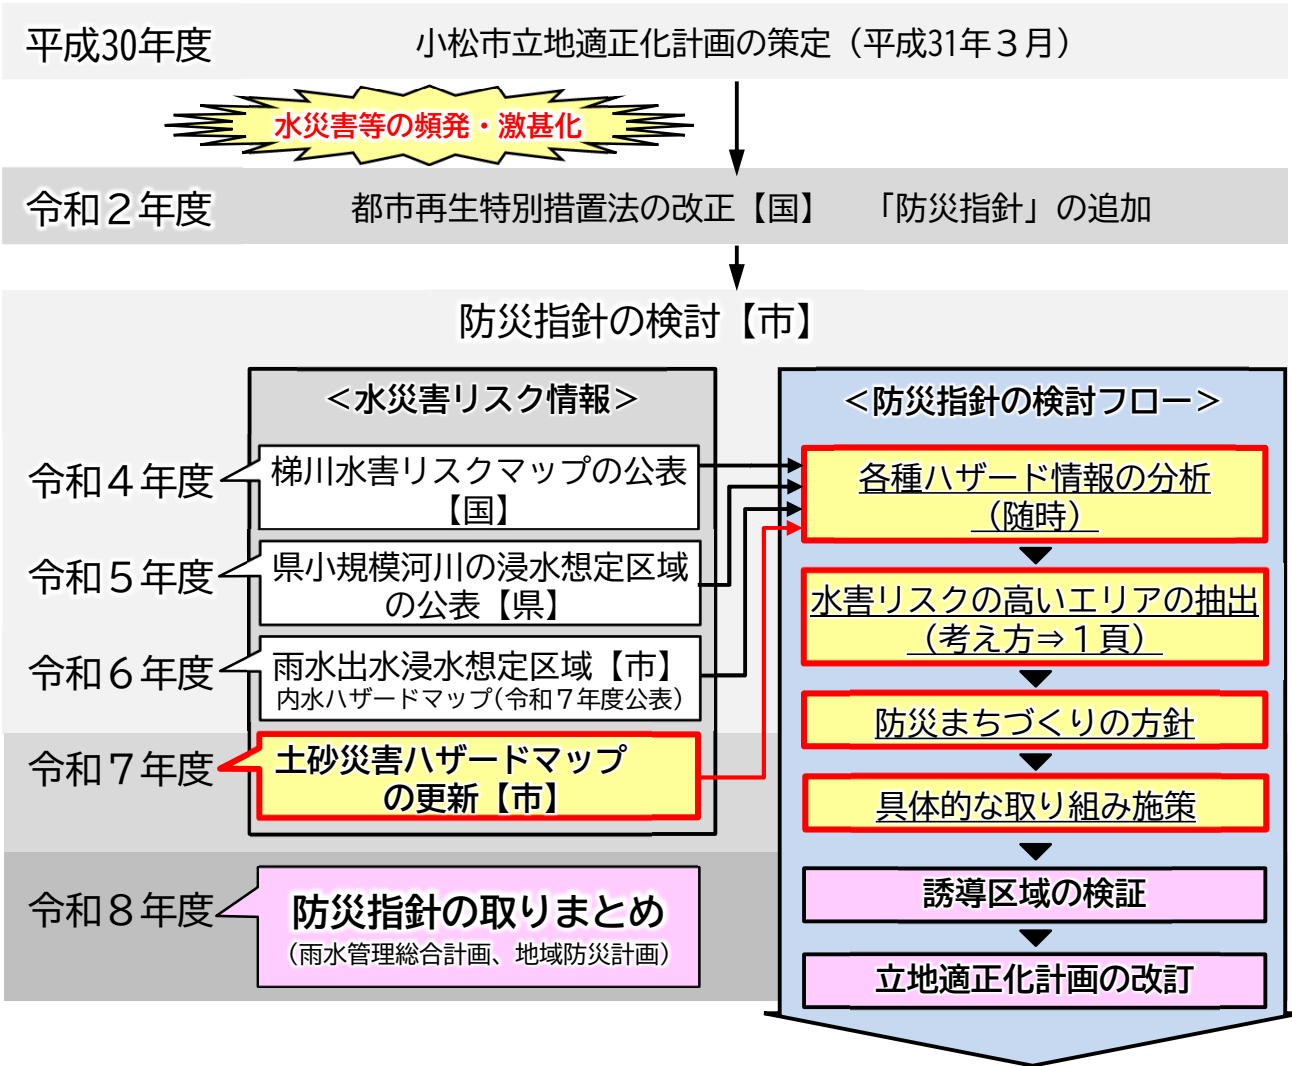 平成30年度
小松市立地適正化計画の策定（平成31年３月）
水災害等の頻発・激甚化
令和２年度
都市再生特別措置法の改正【国】　「防災指針」の追加
防災指針の検討【市】
＜水災害リスク情報＞
令和４年度
梯川水害リスクマップの公表
【国】
令和５年度
県小規模河川の浸水想定区域
の公表【県】
令和６年度
雨水出水浸水想定区域【市】
内水ハザードマップ(令和７年度公表)
令和７年度
土砂災害ハザードマップ
の更新【市】
令和８年度
防災指針の取りまとめ
（雨水管理総合計画、地域防災計画）
＜防災指針の検討フロー＞
各種ハザード情報の分析
（随時）
水害リスクの高いエリアの抽出
（考え方⇒１頁）
防災まちづくりの方針
具体的な取り組み施策
誘導区域の検証
立地適正化計画の改訂